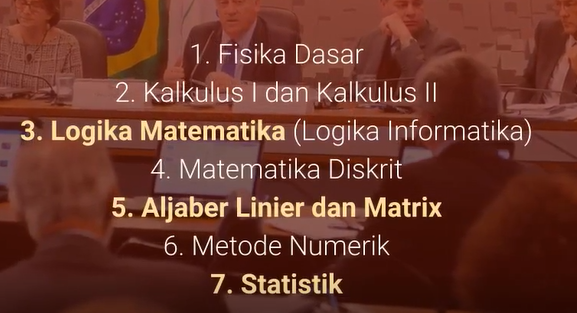 1. Fisika Dasar
2. Kalkulus I dan Kalkulus II
3. Logika Matematika (Logika Informatika)
4. Matematika Diskrit
5. Aljaber Linier dan Matrix
6. Metode Numerik
7. Statistik